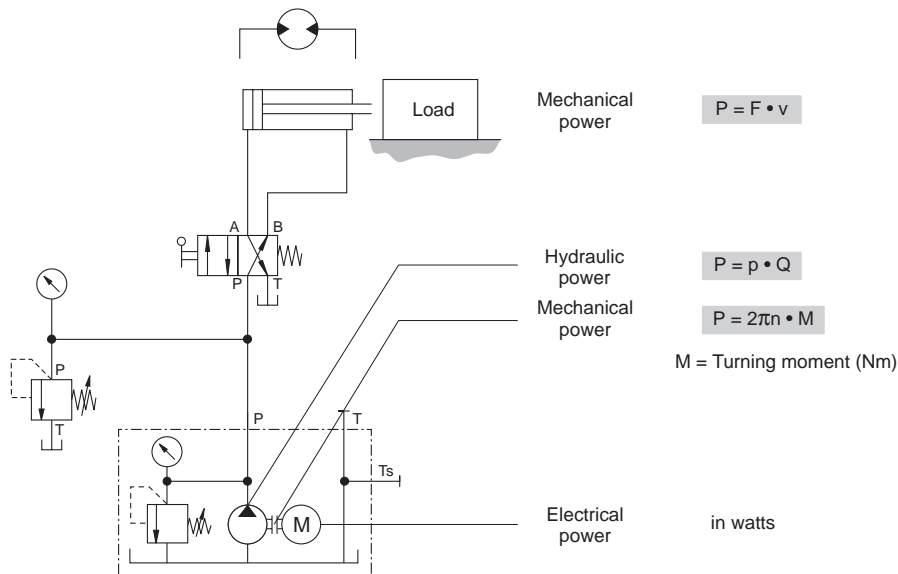 Load
Mechanical
power
P = F • v
A B
P T
Hydraulic
power
P = p • Q
Mechanical
power
P = 2πn • M
M = Turning moment (Nm)
P
T
P T
Ts
M
Electrical
power
in watts